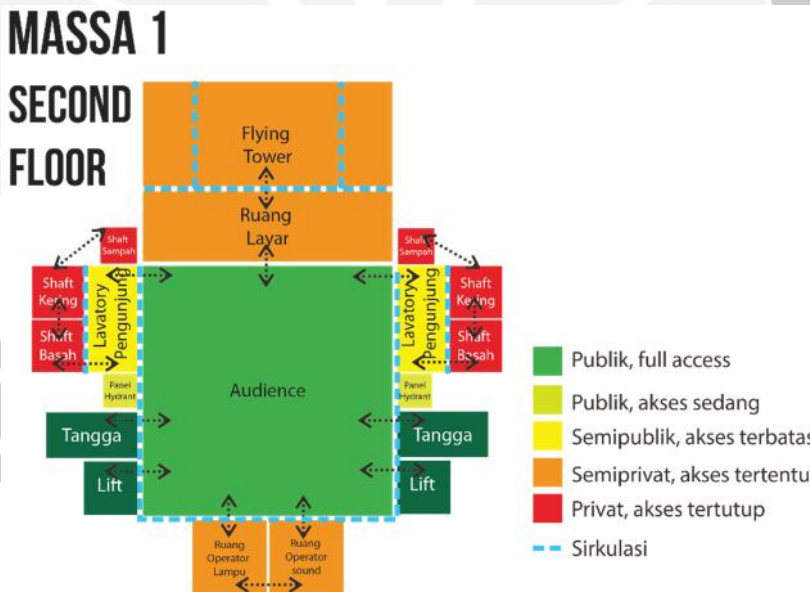 MASSA 1
SECOND
FLOOR
Flying
Tower
Ruang
Layar
Shaft
Sampah
Shaft
Sampah
Shaft
Kering
Lavatory
Pengunjung
Lavatory
Pengunjung
Shaft
Kering
Shaft
Basah
Shaft
Basah
Panel
Hydrant
Audience
Panel
Hydrant
Tangga
Tangga
Lift
Lift
Ruang
Operator
Lampu
Ruang
Operator
sound
Publik, full access
Publik, akses sedang
Semipublik, akses terbatas
Semiprivat, akses tertentu
Privat, akses tertutup
Sirkulasi